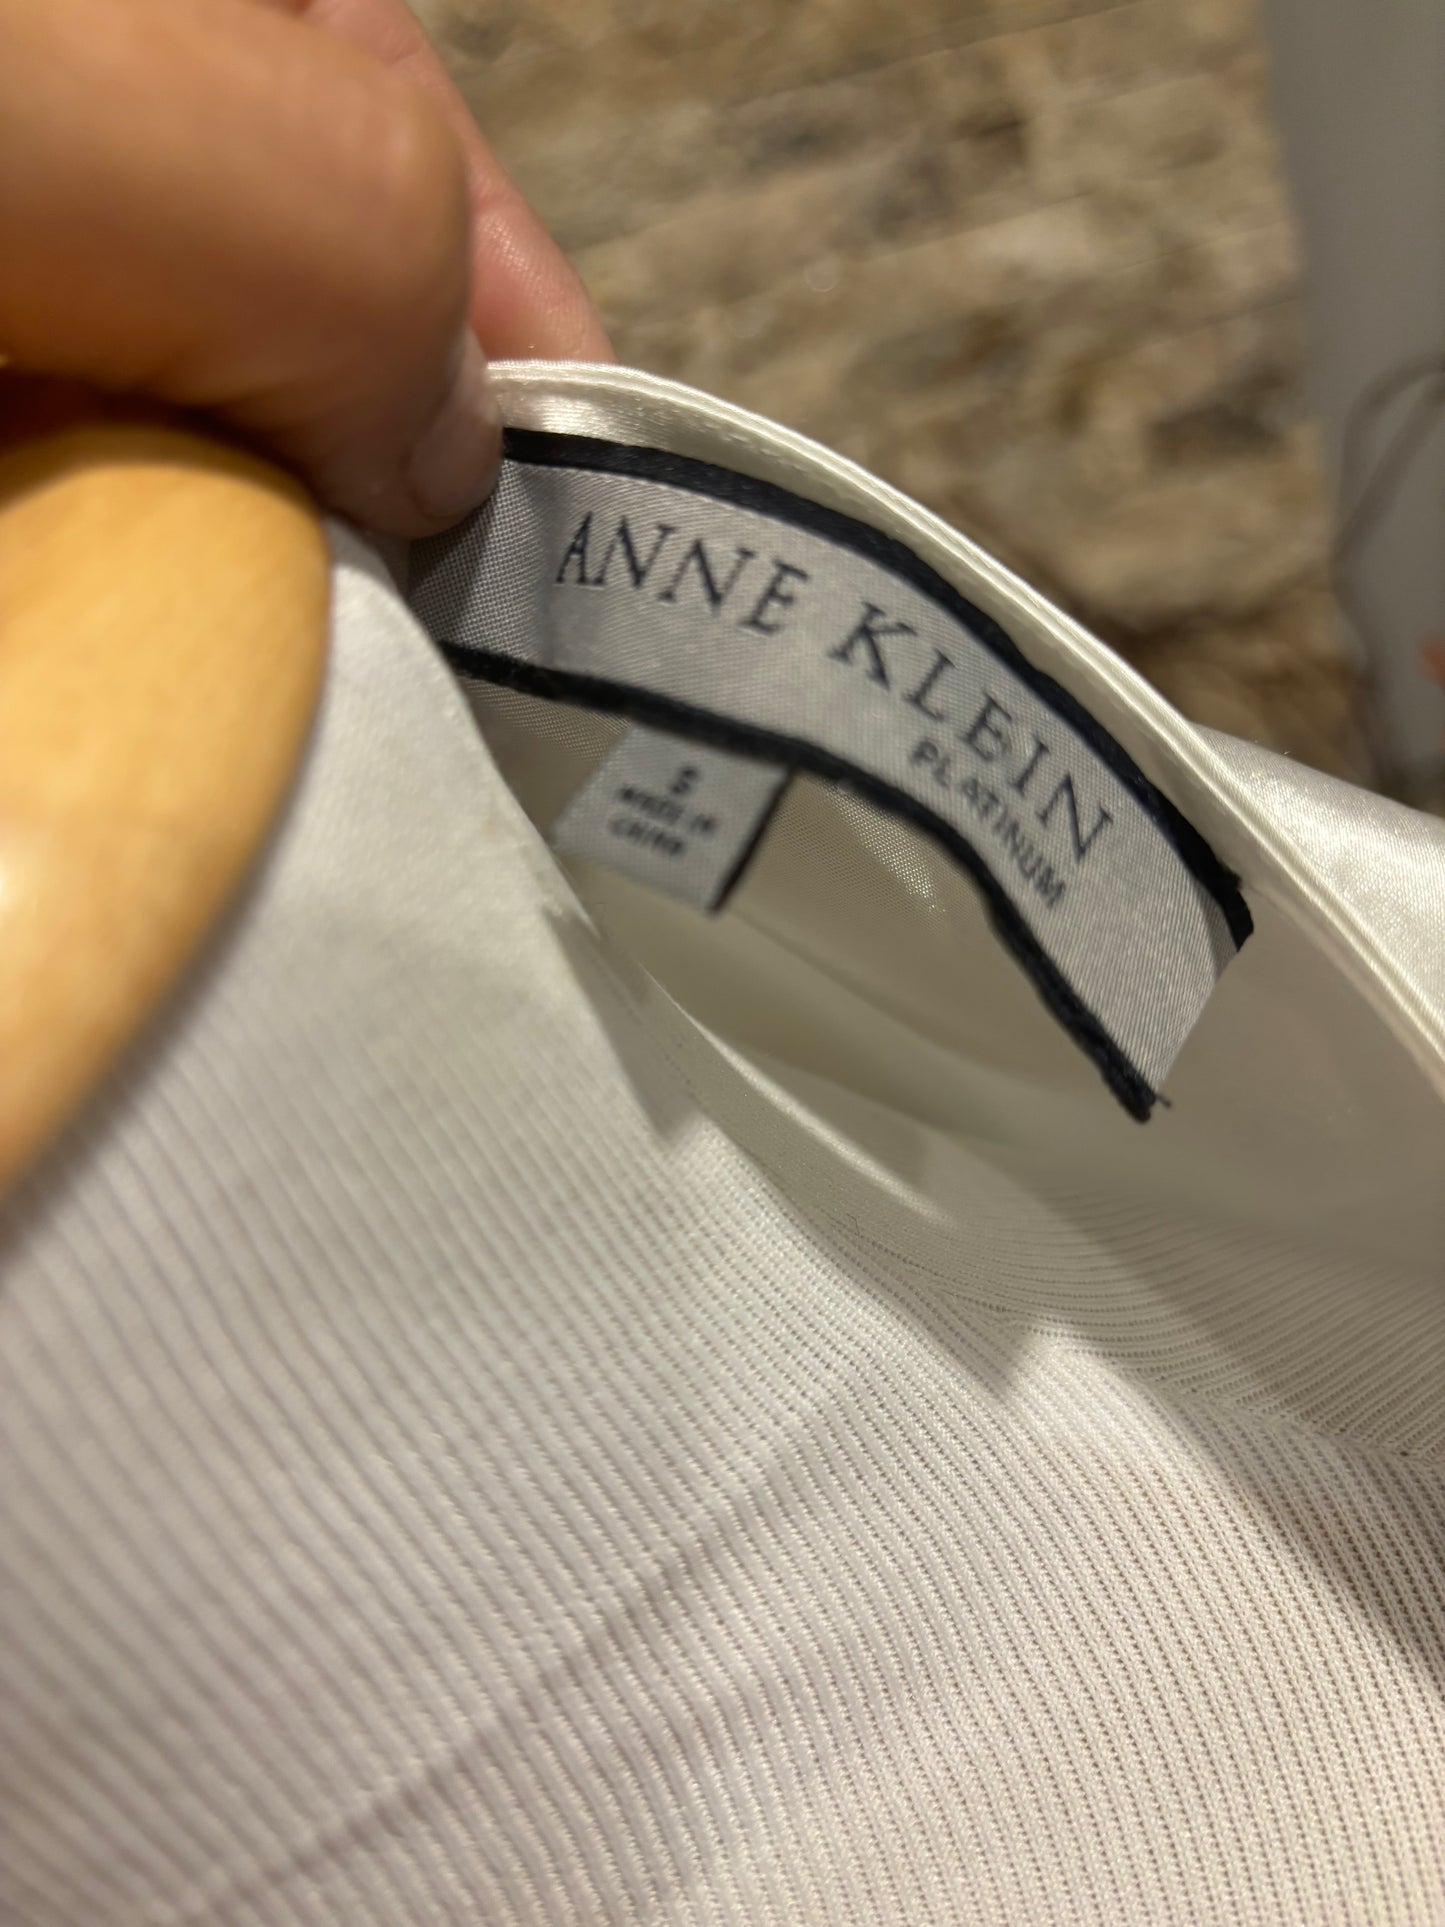 ANNE KLEIN
PLATINUM
S
MADE IN
CHINA